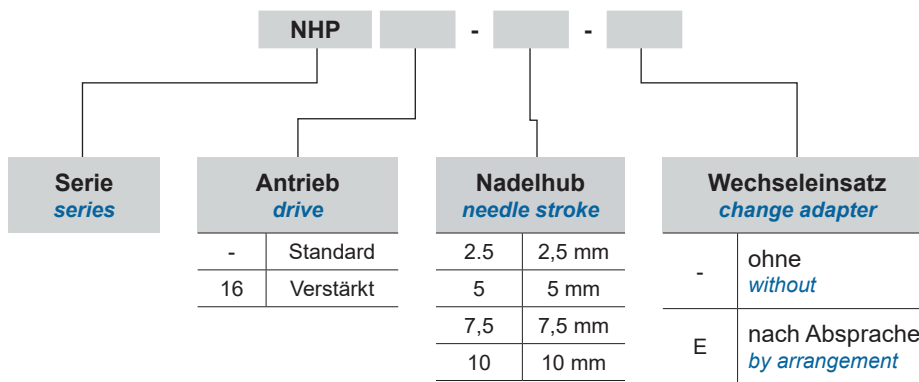 NHP - -
Serie
series
Antrieb
drive
- Standard
16 Verstärkt
Nadelhub
needle stroke
2.5 2,5 mm
5 5 mm
7,5 7,5 mm
10 10 mm
Wechseleinsatz
change adapter
- ohne
without
E nach Absprache
by arrangement